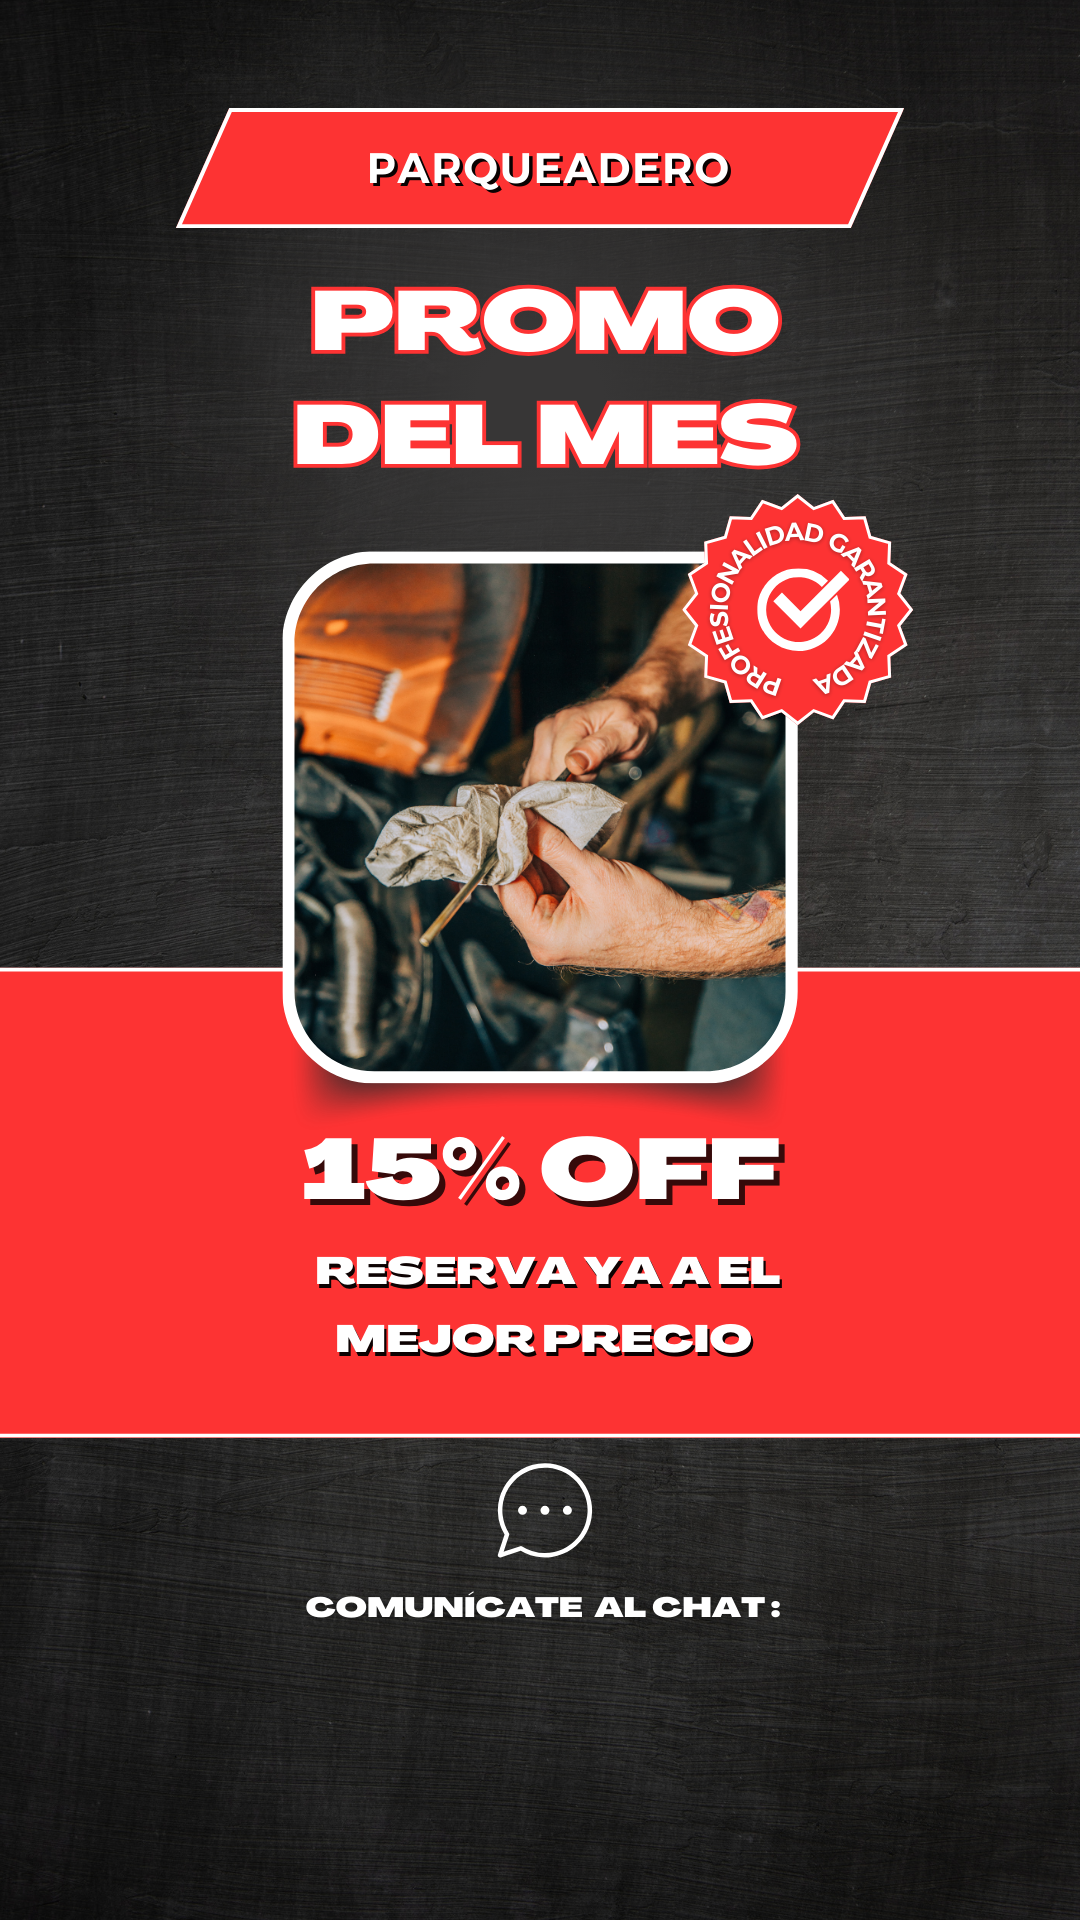 PARQUEADERO
PROMO
DEL MES
PROFESIONALIDAD GARANTIZADA
15% OFF
RESERVA YA A EL
MEJOR PRECIO
COMUNÍCATE AL CHAT :